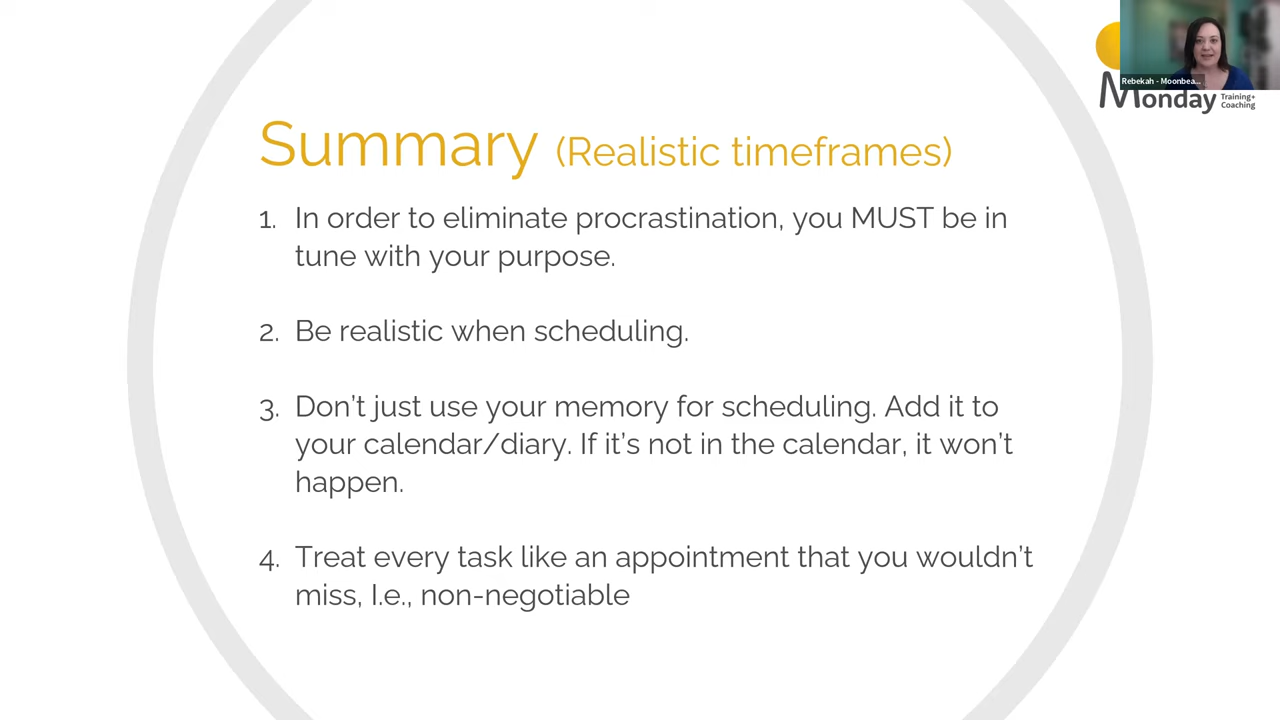 Rebekah - Moonbea...
Monday Training+
Coaching
Summary (Realistic timeframes)
1. In order to eliminate procrastination, you MUST be in
tune with your purpose.
2. Be realistic when scheduling.
3. Don’t just use your memory for scheduling. Add it to
your calendar/diary. If it’s not in the calendar, it won’t
happen.
4. Treat every task like an appointment that you wouldn’t
miss, I.e., non-negotiable